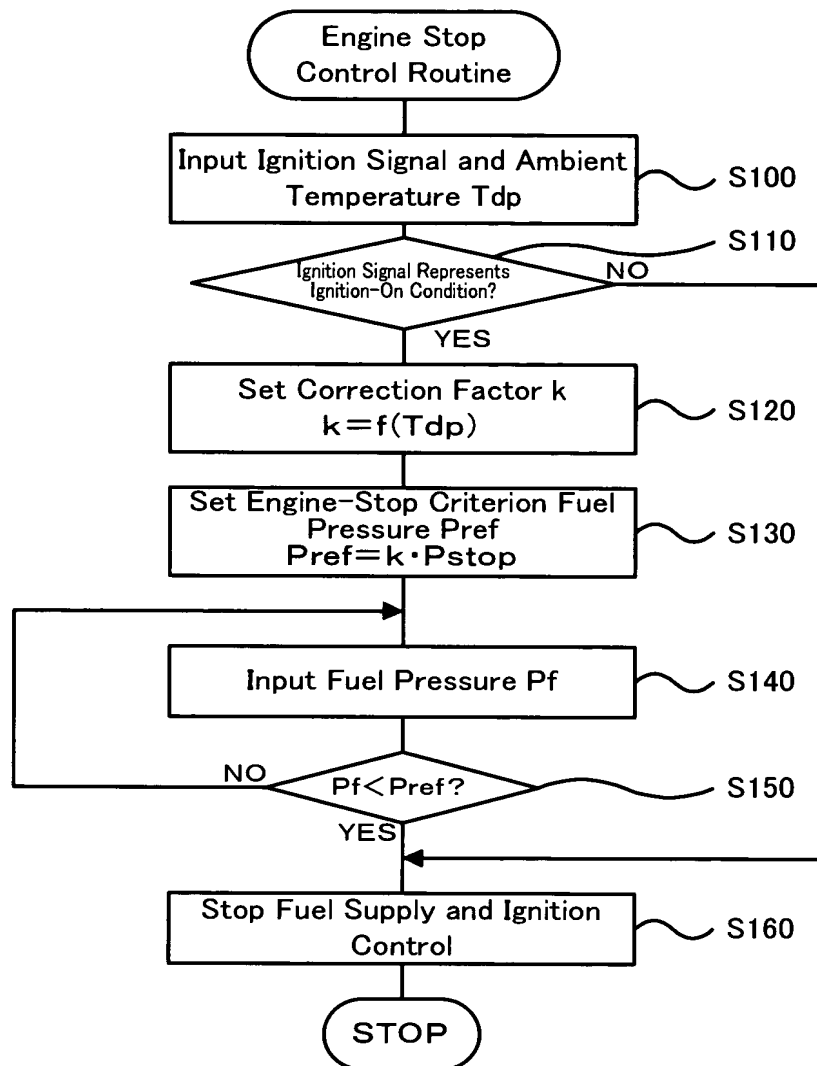 Engine Stop
Control Routine
Input Ignition Signal and Ambient
Temperature Tdp
S100
S110
Ignition Signal Represents
Ignition-On Condition?
NO
YES
Set Correction Factor k
k=f(Tdp)
S120
Set Engine-Stop Criterion Fuel
Pressure Pref
Pref=k・Pstop
S130
Input Fuel Pressure Pf
S140
NO
Pf<Pref?
S150
YES
Stop Fuel Supply and Ignition
Control
S160
STOP